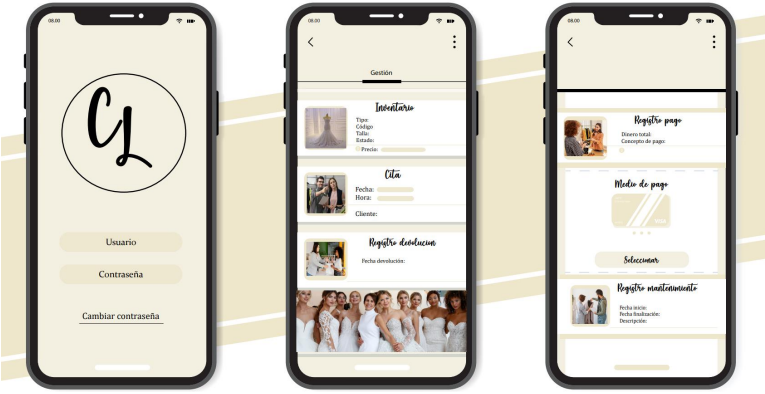 08.00
CL
Usuario
Contraseña
Cambiar contraseña
08.00
Gestión
Inventario
Tipo:
Código
Talla:
Estado:
Precio:
Cita
Fecha:
Hora:
Cliente:
Registro devolucion
Fecha devolución:
08.00
Registro pago
Dinero total:
Concepto de pago:
Medio de pago
VISA
Seleccionar
Registro mantenimiento
Fecha inicio:
Fecha finalización:
Descripción: